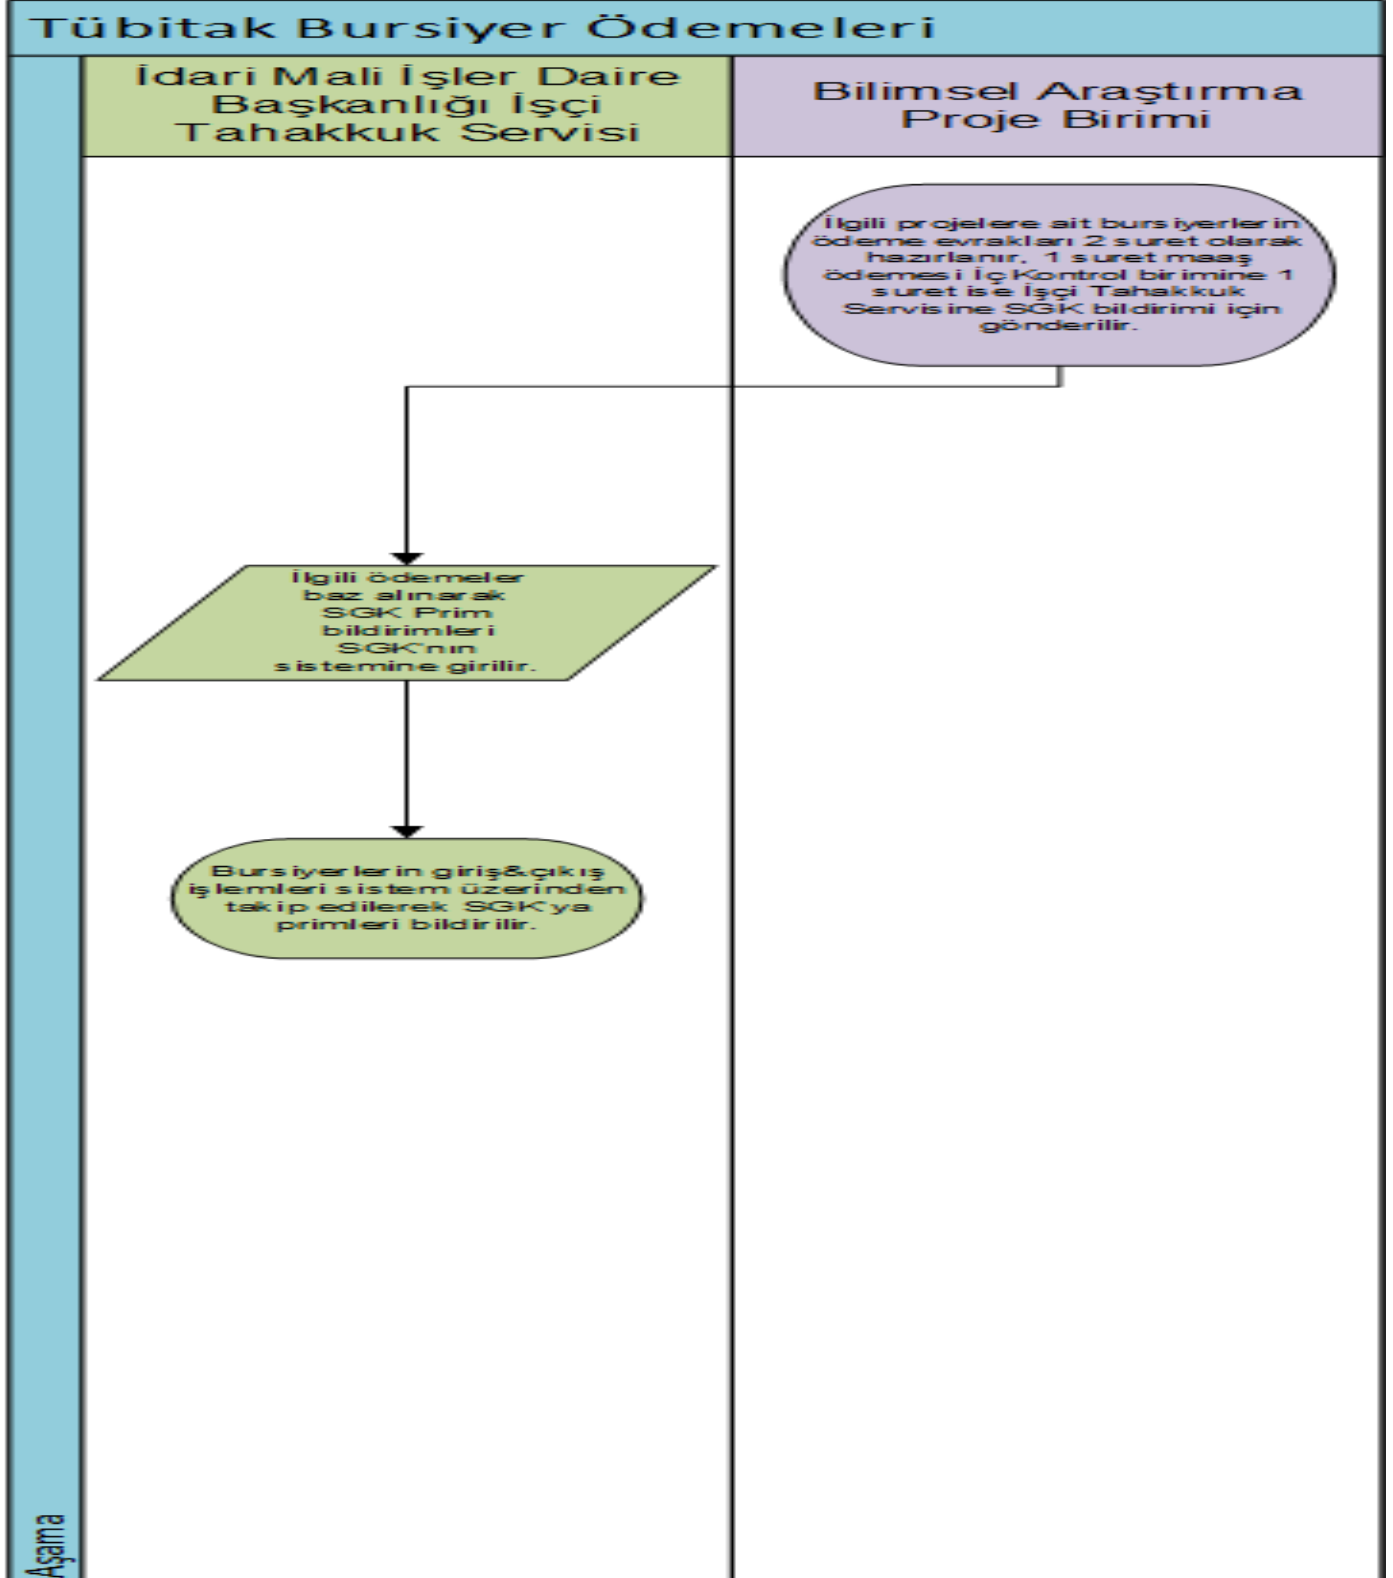 Tübitak Bursiyer Ödemeleri
İdari Mali İşler Daire
Başkanlığı İşçi
Tahakkuk Servisi
Bilimsel Araştırma
Proje Birimi
İlgili projelere ait bursiyerlerin
ödeme evrakları 2 suret olarak
hazırlanır, 1 suret maaş
ödemesi İç Kontrol birimine 1
suret ise İşçi Tahakkuk
Servisine SGK bildirimi için
gönderilir.
İlgili ödemeler
baz alınarak
SGK Prim
bildirimleri
SGK'nın
sistemine girilir.
Bursiyerlerin giriş&çıkış
işlemleri sistem üzerinden
takip edilerek SGK'ya
primleri bildirilir.
Aşama